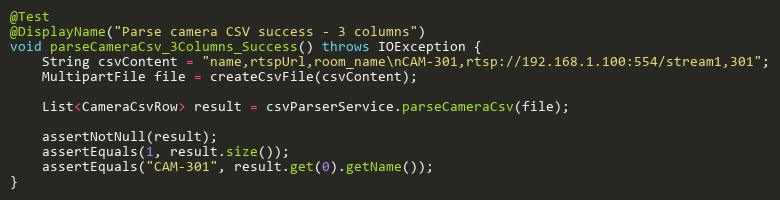 @Test
@DisplayName("Parse camera CSV success - 3 columns")
void parseCameraCsv_3Columns_Success() throws IOException {
    String csvContent = "name,rtspUrl,room_name\nCAM-301,rtsp://192.168.1.100:554/stream1,301";
    MultipartFile file = createCsvFile(csvContent);

    List<CameraCsvRow> result = csvParserService.parseCameraCsv(file);

    assertNotNull(result);
    assertEquals(1, result.size());
    assertEquals("CAM-301", result.get(0).getName());
}